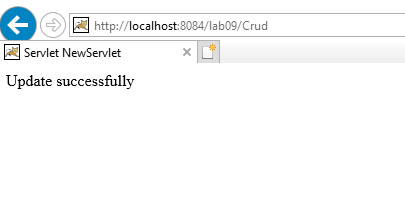 http://localhost:8084/lab09/Crud
Servlet NewServlet
Update successfully